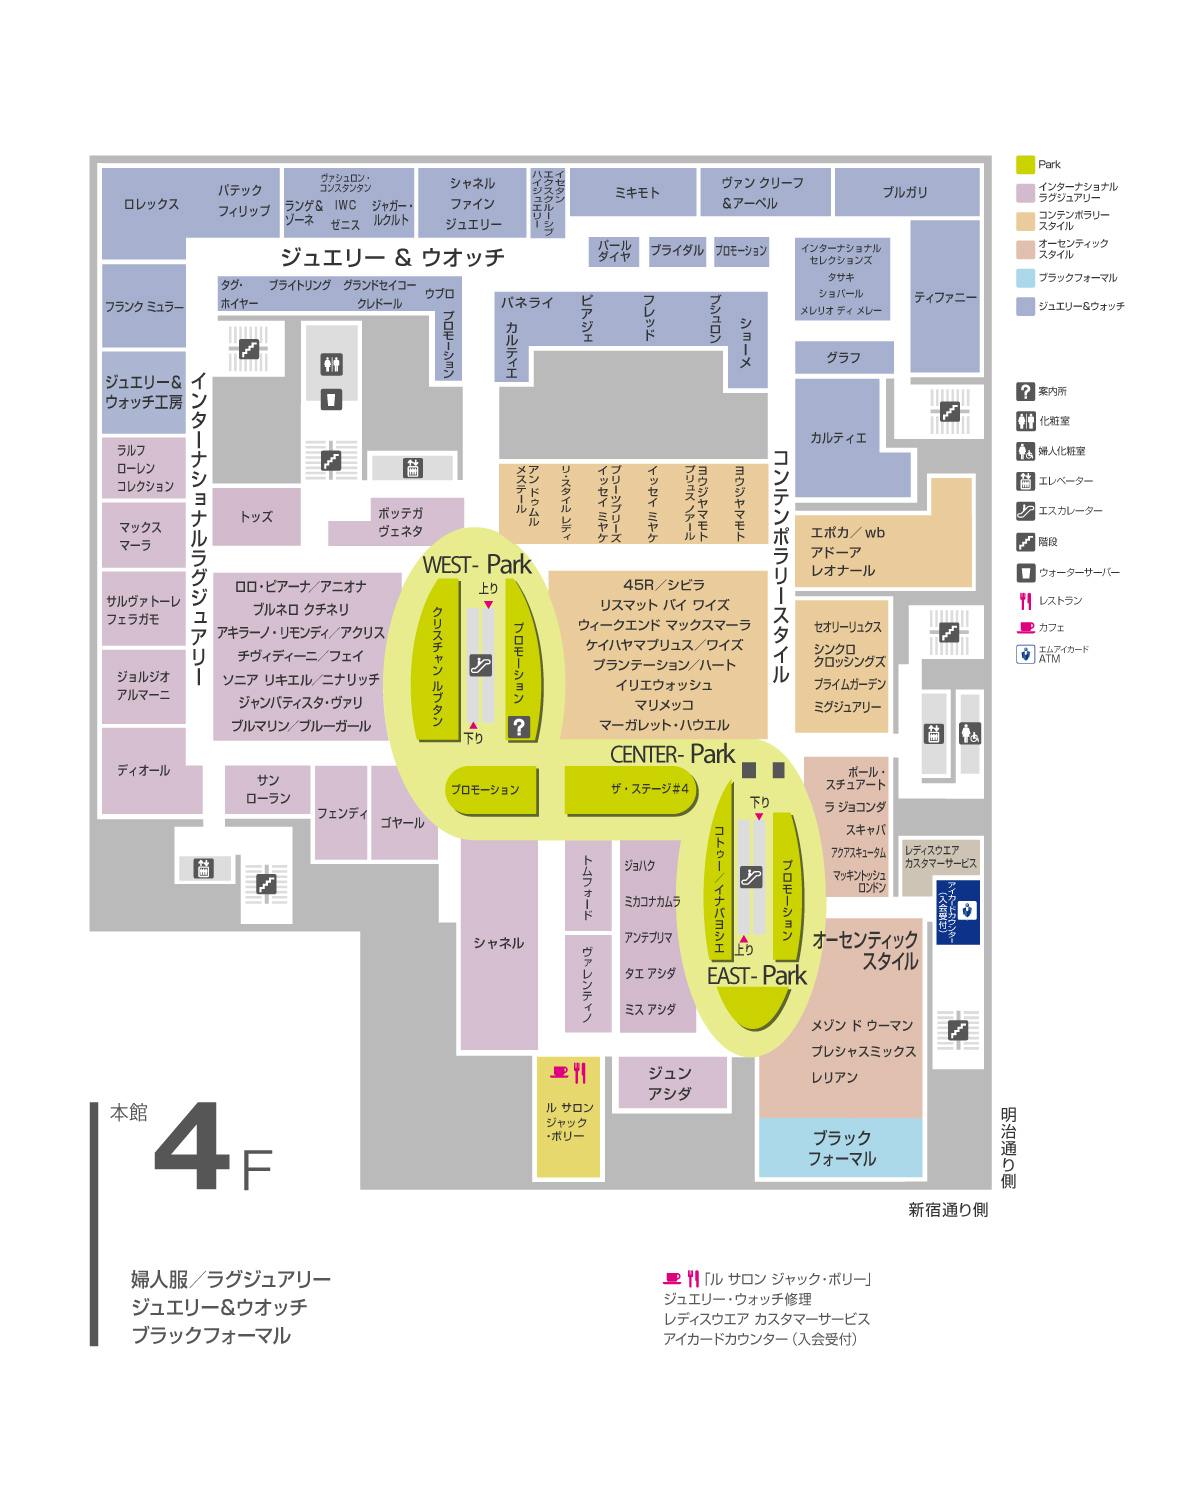 ロレックス
パテック
フィリップ
ヴァシュロン・
コンスタンタン
ランゲ&
ゾーネ
IWC
ゼニス
ジャガー・
ルクルト
シャネル
ファイン
ジュエリー
イセタン
エクスクルーシブ
ハイジュエリー
ミキモト
ヴァン クリーフ
&アーペル
ブルガリ
Park
インターナショナル
ラグジュアリー
コンテンポラリー
スタイル
オーセンティック
スタイル
ブラックフォーマル
ジュエリー&ウォッチ
ジュエリー & ウオッチ
パール
ダイヤ
ブライダル
プロモーション
インターナショナル
セレクションズ
タサキ
ショパール
メレリオ ディ メレー
ティファニー
フランク ミュラー
タグ・
ホイヤー
ブライトリング
グランドセイコー
クレドール
ウブロ
プロモーション
パネライ
カルティエ
ピアジェ
フレッド
ブシュロン
ショーメ
グラフ
ジュエリー&
ウォッチ工房
インターナショナルラグジュアリー
カルティエ
案内所
化粧室
婦人化粧室
エレベーター
エスカレーター
階段
ウォーターサーバー
レストラン
カフェ
エムアイカード
ATM
ラルフ
ローレン
コレクション
マックス
マーラ
トッズ
ボッテガ
ヴェネタ
アン ドゥムル
メステール
リ・スタイル レディ
プリーツプリーズ
イッセイ ミヤケ
イッセイ ミヤケ
ヨウジヤマモト
プリュス ノアール
ヨウジヤマモト
コンテンポラリースタイル
エポカ/wb
アドーア
レオナール
サルヴァトーレ
フェラガモ
ロロ・ピアーナ/アニオナ
ブルネロ クチネリ
アキラーノ・リモンディ/アクリス
チヴィディーニ/フェイ
ソニア リキエル/ニナリッチ
ジャンバティスタ・ヴァリ
ブルマリン/ブルーガール
WEST- Park
上り
クリスチャン ルブタン
プロモーション
下り
45R/シビラ
リスマット バイ ワイズ
ウィークエンド マックスマーラ
ケイハヤマプリュス/ワイズ
プランテーション/ハート
イリエウォッシュ
マリメッコ
マーガレット・ハウエル
セオリーリュクス
シンクロ
クロッシングズ
プライムガーデン
ミグジュアリー
ジョルジオ
アルマーニ
ディオール
サン
ローラン
フェンディ
ゴヤール
CENTER- Park
プロモーション
ザ・ステージ#4
下り
コトゥー/イナバヨシエ
プロモーション
上り
EAST- Park
ポール・
スチュアート
ラ ジョコンダ
スキャパ
アクアスキュータム
マッキントッシュ
ロンドン
レディスウエア
カスタマーサービス
アイカードカウンター
(入会受付)
シャネル
トムフォード
ヴァレンティノ
ジョハク
ミカコナカムラ
アンテプリマ
タエ アシダ
ミス アシダ
オーセンティック
スタイル
メゾン ド ウーマン
プレシャスミックス
レリアン
ル サロン
ジャック
・ボリー
ジュン
アシダ
ブラック
フォーマル
明治通り側
新宿通り側
本館
4F
婦人服/ラグジュアリー
ジュエリー&ウオッチ
ブラックフォーマル
「ル サロン ジャック・ボリー」
ジュエリー・ウォッチ修理
レディスウエア カスタマーサービス
アイカードカウンター(入会受付)